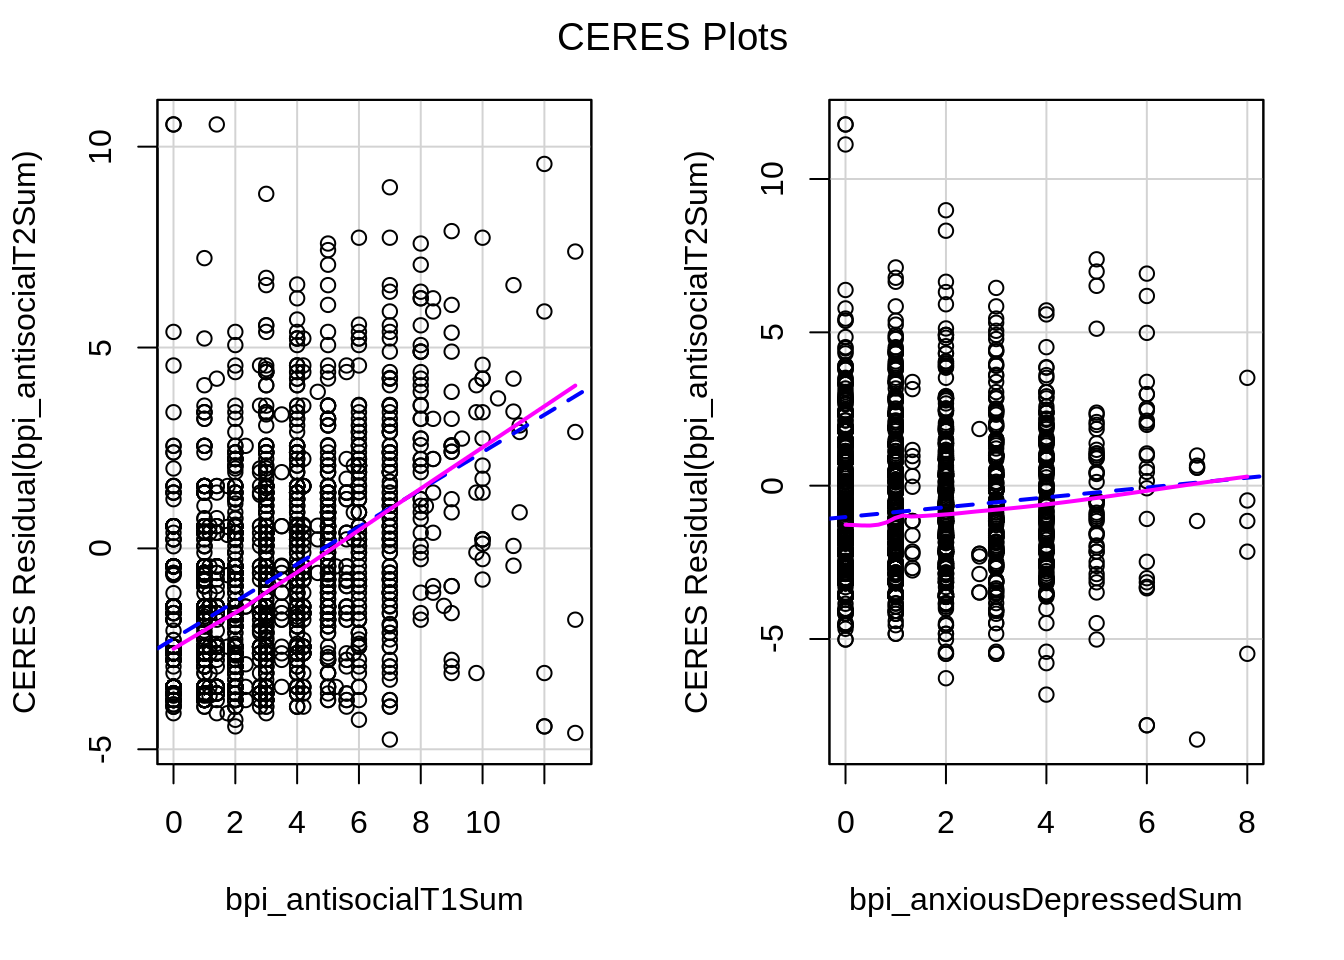 CERES Plots
CERES Residual(bpi_antisocialT2Sum)
10
5
0
-5
0 2 4 6 8 10
bpi_antisocialT1Sum
CERES Residual(bpi_antisocialT2Sum)
10
5
0
-5
0 2 4 6 8
bpi_anxiousDepressedSum